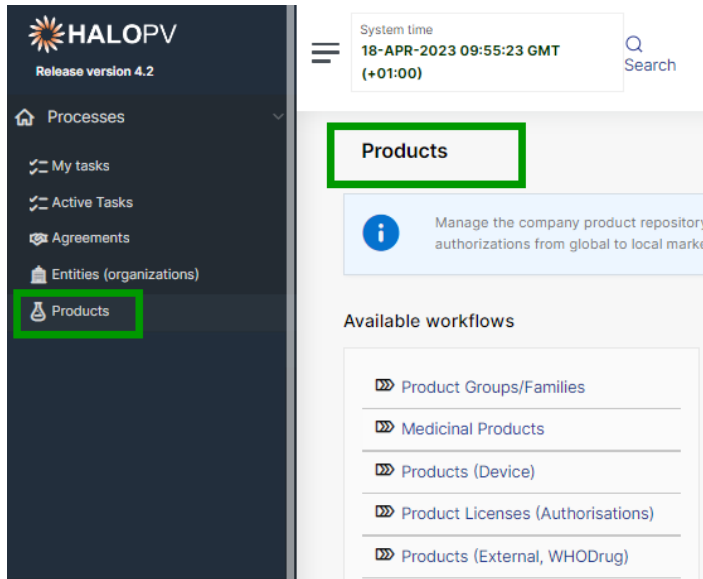 HALOPV
Release version 4.2
Processes
My tasks
Active Tasks
Agreements
Entities (organizations)
Products
System time
18-APR-2023 09:55:23 GMT
(+01:00)
Search
Products
Manage the company product repository
authorizations from global to local marke
Available workflows
Product Groups/Families
Medicinal Products
Products (Device)
Product Licenses (Authorisations)
Products (External, WHODrug)